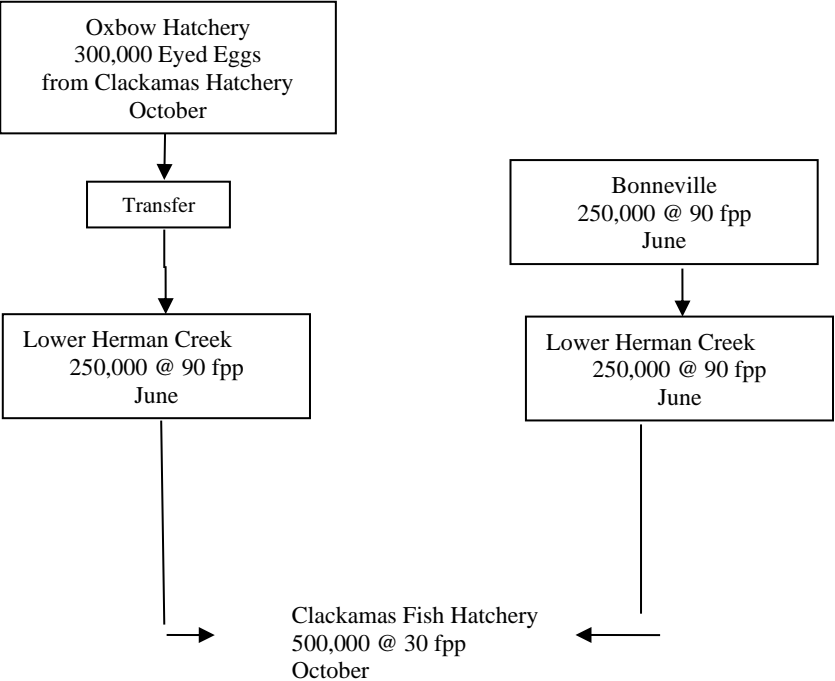 Oxbow Hatchery
300,000 Eyed Eggs
from Clackamas Hatchery
October
Transfer
Lower Herman Creek
250,000 @ 90 fpp
June
Bonneville
250,000 @ 90 fpp
June
Lower Herman Creek
250,000 @ 90 fpp
June
Clackamas Fish Hatchery
500,000 @ 30 fpp
October